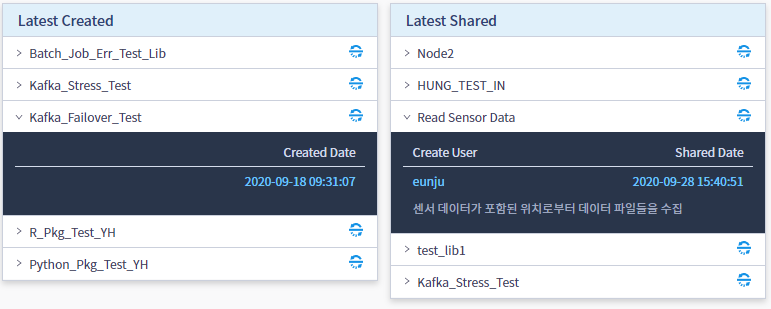 Latest Created
Batch_Job_Err_Test_Lib
Kafka_Stress_Test
Kafka_Failover_Test
Created Date
2020-09-18 09:31:07
R_Pkg_Test_YH
Python_Pkg_Test_YH
Latest Shared
Node2
HUNG_TEST_IN
Read Sensor Data
Create User Shared Date
eunju 2020-09-28 15:40:51
센서 데이터가 포함된 위치로부터 데이터 파일들을 수집
test_lib1
Kafka_Stress_Test